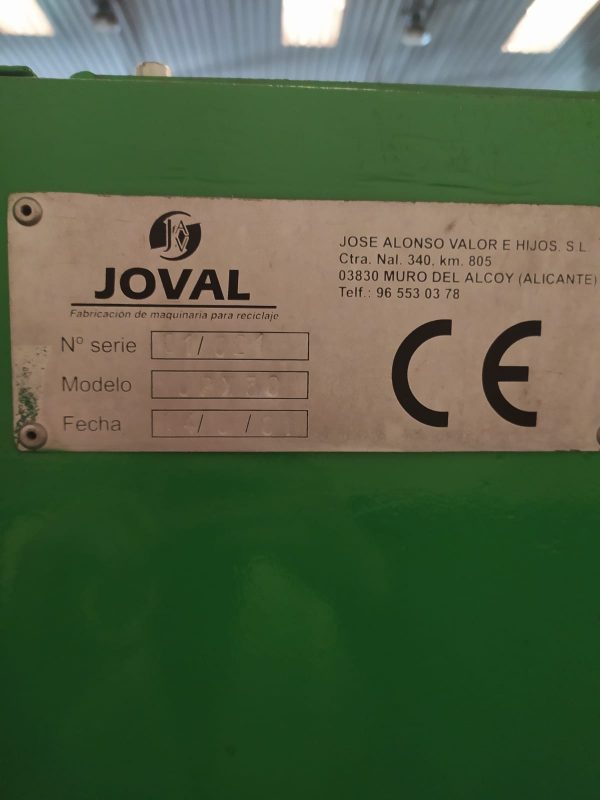 JOVAL
Fabricación de maquinaria para reciclaje
JOSE ALONSO VALOR E HIJOS. S.L
Ctra. Nal. 340, km. 805
03830 MURO DEL ALCOY (ALICANTE)
Telf.: 96 553 03 78
Nº serie
Modelo
Fecha
CE